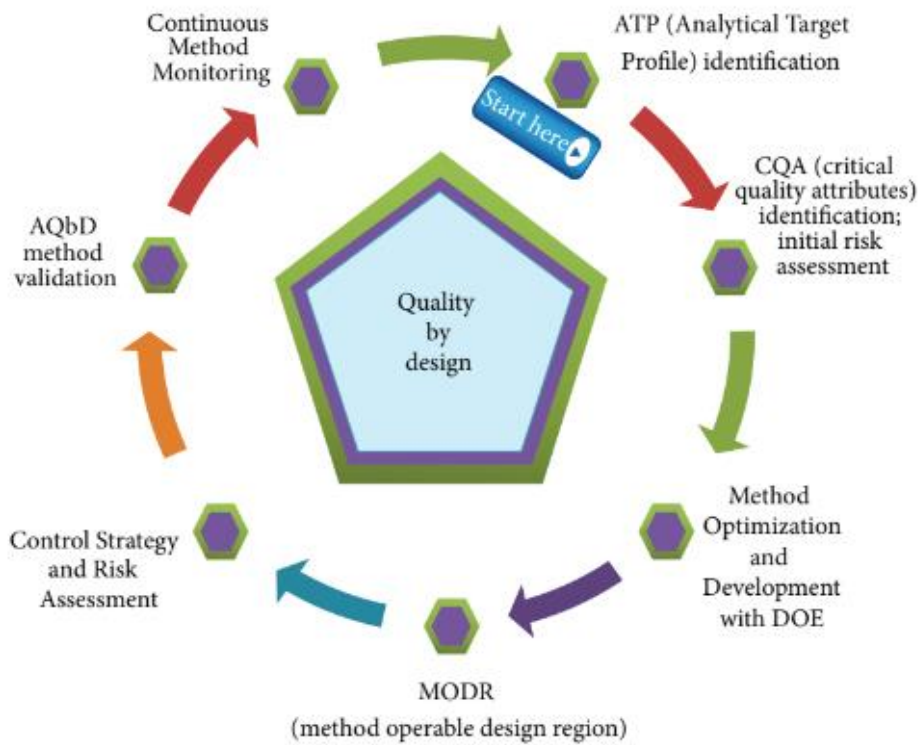 Continuous
Method
Monitoring
ATP (Analytical Target
Profile) identification
Start here
CQA (critical
quality attributes)
identification;
initial risk
assessment
AQbD
method
validation
Quality
by
design
Method
Optimization
and
Development
with DOE
Control Strategy
and Risk
Assessment
MODR
(method operable design region)